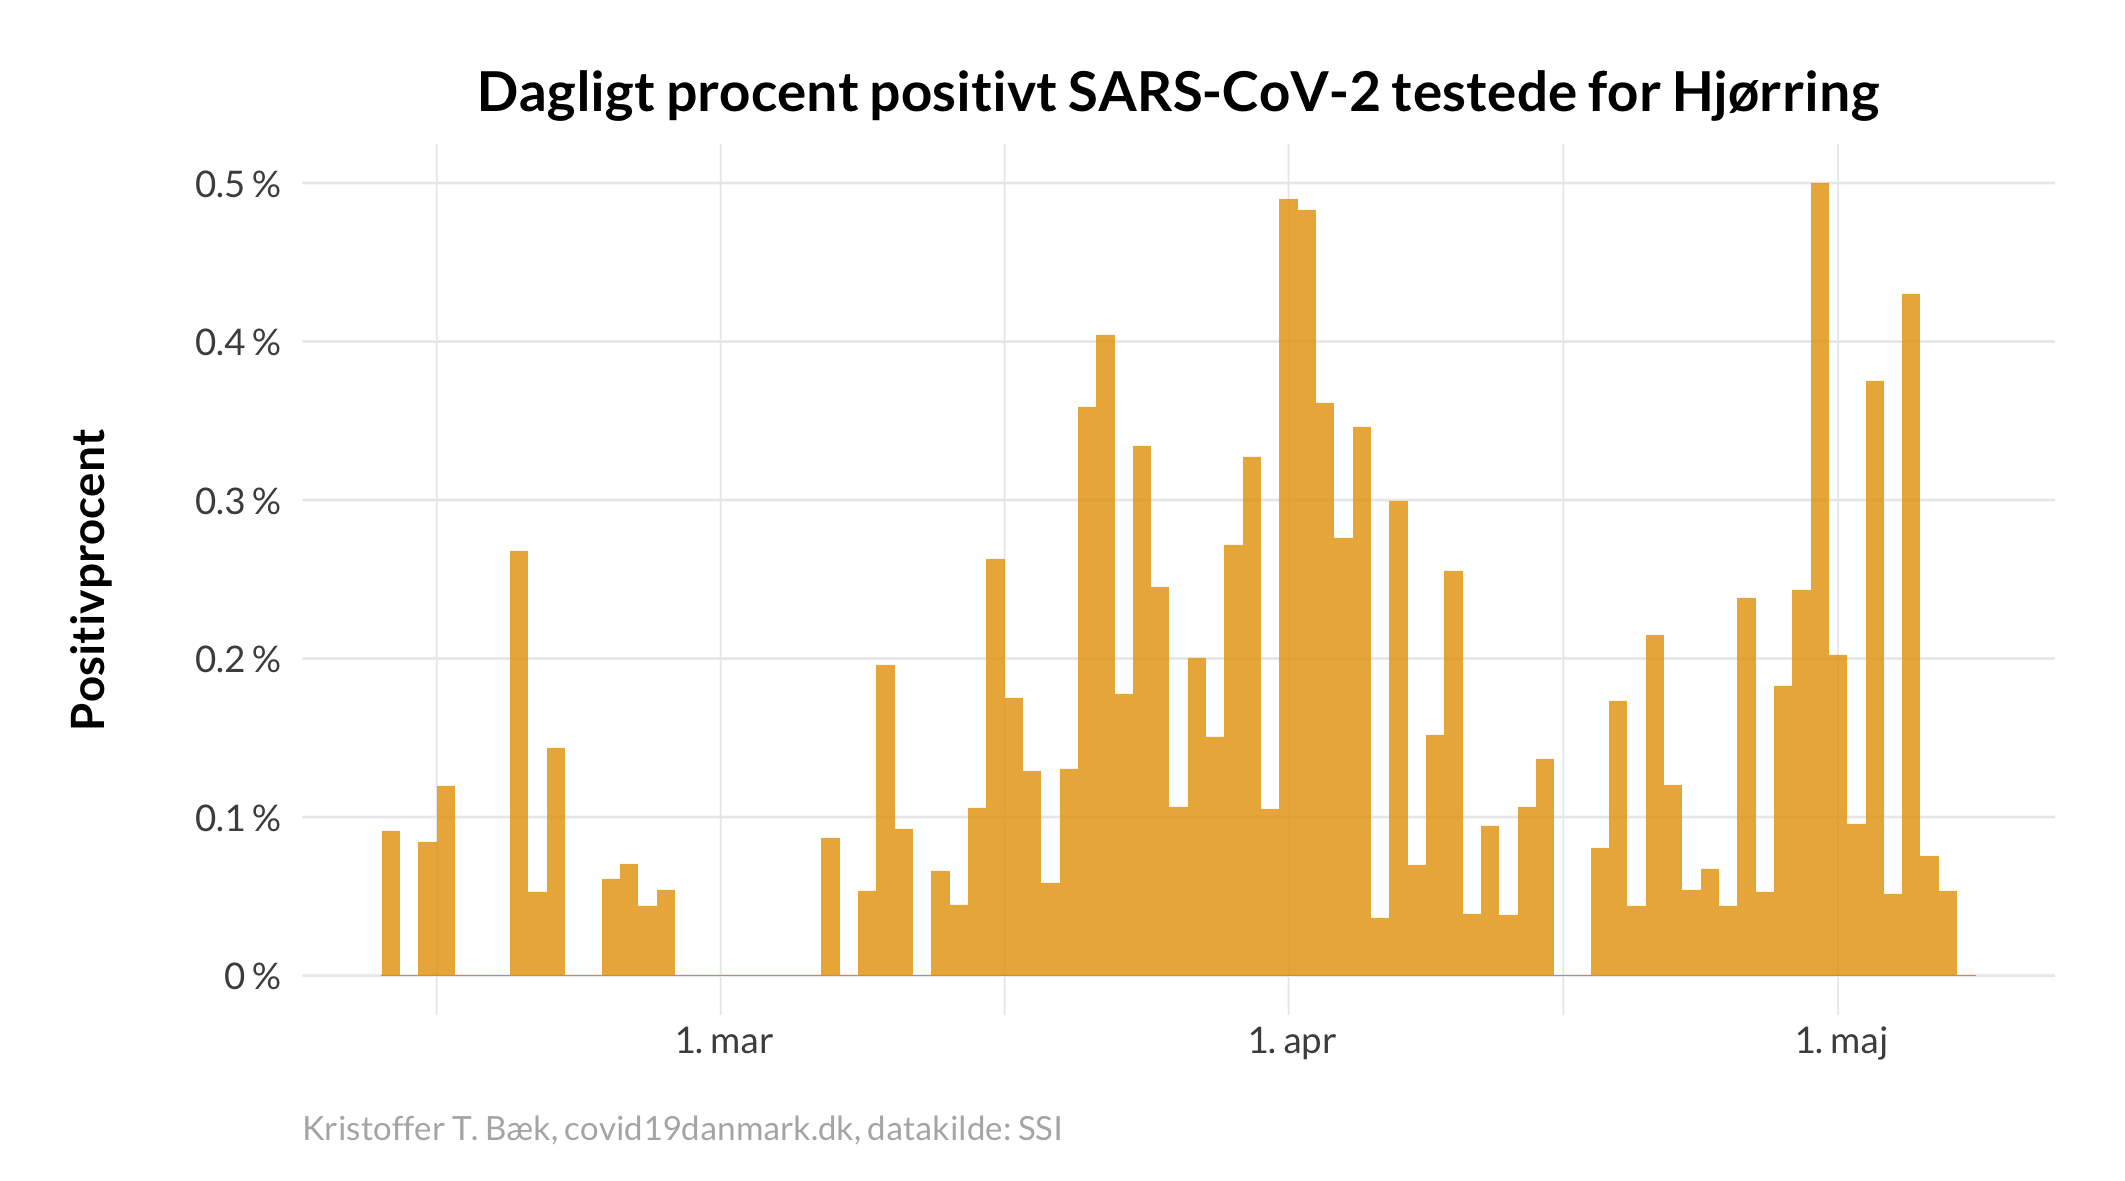 Dagligt procent positivt SARS-CoV-2 testede for Hjørring
Positivprocent
0.5 %
0.4 %
0.3 %
0.2 %
0.1 %
0 %
1. mar
1. apr
1. maj
Kristoffer T. Bæk, covid19danmark.dk, datakilde: SSI